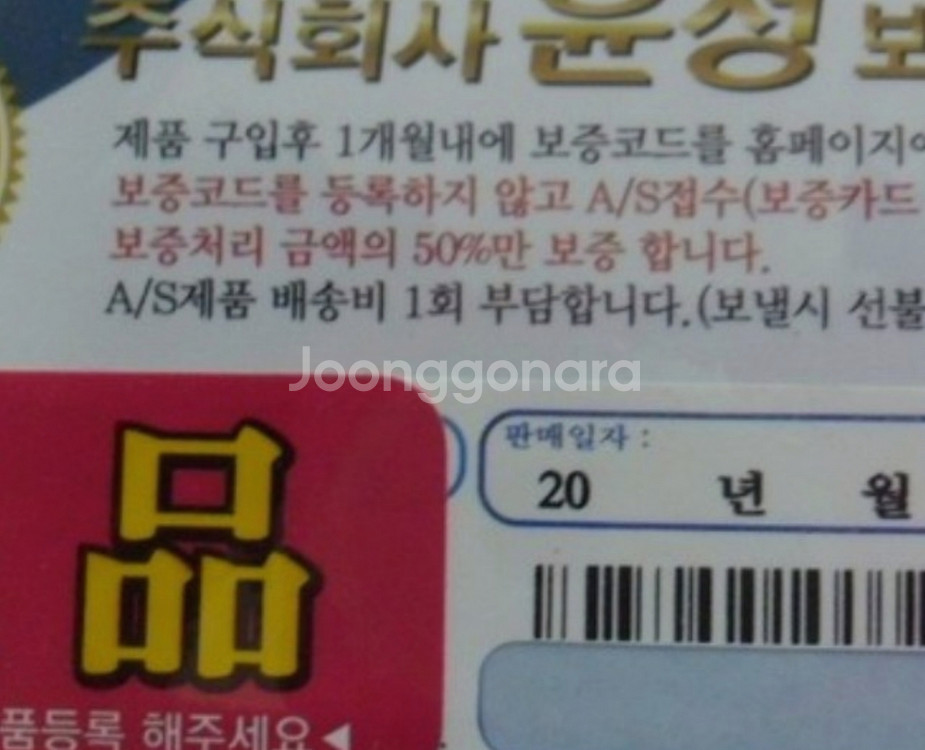 주식회사 윤성 보
제품 구입후 1개월내에 보증코드를 홈페이지에
보증코드를 등록하지 않고 A/S접수(보증카드
보증처리 금액의 50%만 보증 합니다.
A/S제품 배송비 1회 부담합니다.(보낼시 선불
Joonggonara
판매일자 :
20 년 월
品
품등록 해주세요◀